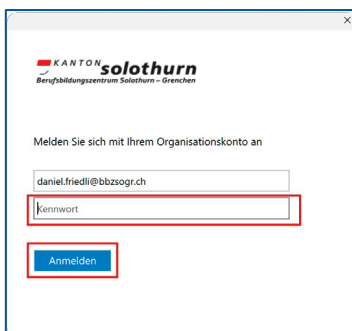 KANTON solothurn
Berufsbildungszentrum Solothurn – Grenchen
Melden Sie sich mit Ihrem Organisationskonto an
daniel.friedli@bbzsogr.ch
Kennwort
Anmelden